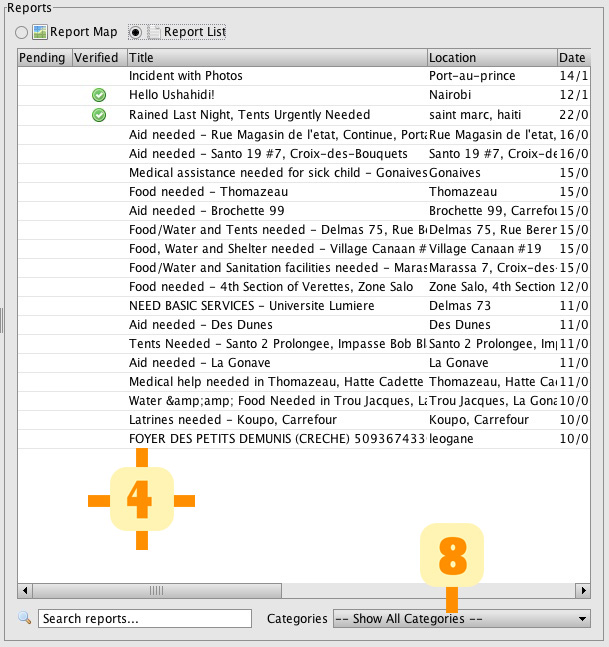 Reports
Report Map Report List
Pending Verified Title Location Date
Incident with Photos Port-au-prince 14/1
Hello Ushahidi! Nairobi 12/1
Rained Last Night, Tents Urgently Needed saint marc, haiti 22/0
Aid needed – Rue Magasin de l'etat, Continue, Porta Rue Magasin de l'etat, 16/0
Aid needed – Santo 19 #7, Croix-des-Bouquets Santo 19 #7, Croix-de 16/0
Medical assistance needed for sick child – Gonaives Gonaives 15/0
Food needed – Thomazeau Thomazeau 15/0
Aid needed – Brochette 99 Brochette 99, Carrefou 15/0
Food/Water and Tents needed – Delmas 75, Rue Be Delmas 75, Rue Berer 15/0
Food, Water and Shelter needed – Village Canaan # Village Canaan #19 15/0
Food/Water and Sanitation facilities needed – Maras Marassa 7, Croix-des- 15/0
Food needed – 4th Section of Verettes, Zone Salo Zone Salo, 4th Section 12/0
NEED BASIC SERVICES – Universite Lumiere Delmas 73 11/0
Aid needed – Des Dunes Des Dunes 11/0
Tents Needed – Santo 2 Prolongee, Impasse Bob Bl Santo 2 Prolongee, Im 11/0
Aid needed – La Gonave La Gonave 11/0
Medical help needed in Thomazeau, Hatte Cadette Thomazeau, Hatte Ca 11/0
Water &amp;amp; Food Needed in Trou Jacques, La Trou Jacques, La Gona 10/0
Latrines needed – Koupo, Carrefour Koupo, Carrefour 10/0
FOYER DES PETITS DEMUNIS (CRECHE) 509367433 leogane 10/0
4
8
Search reports... Categories -- Show All Categories --